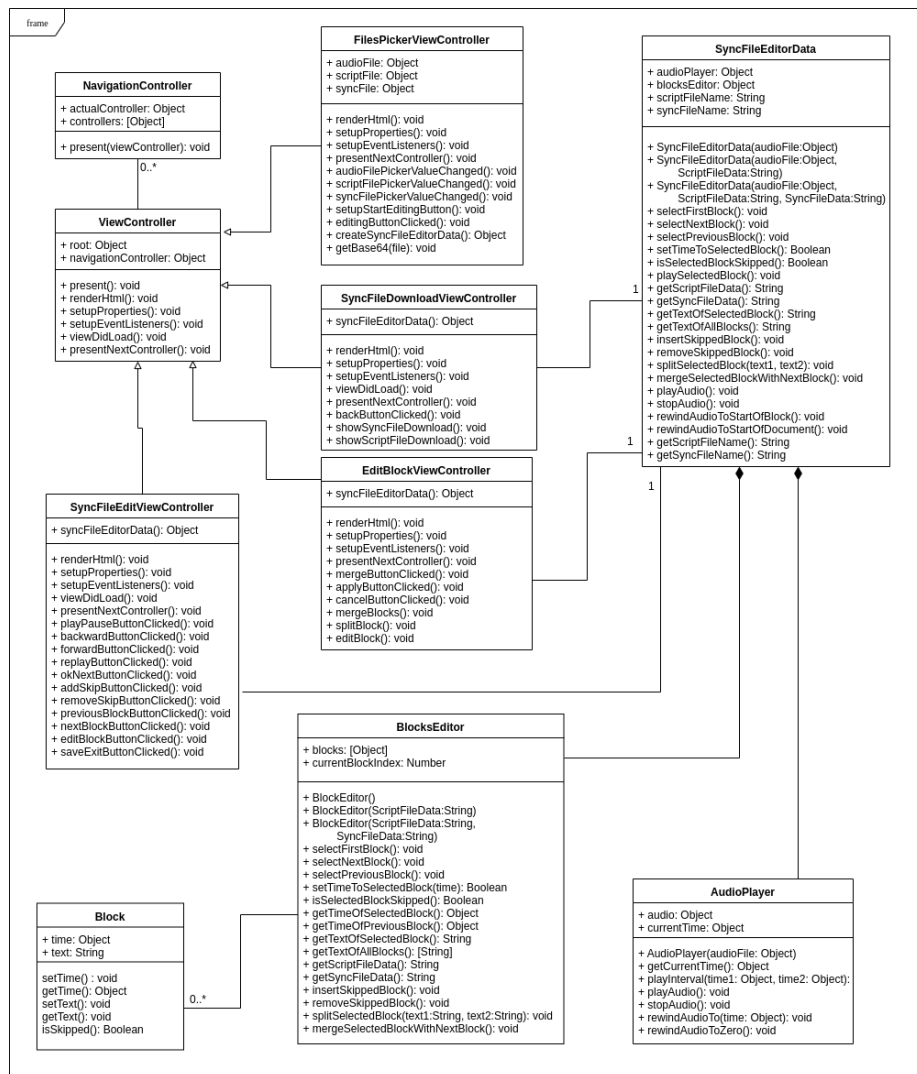 frame
FilesPickerViewController
+ audioFile: Object
+ scriptFile: Object
+ syncFile: Object
+ renderHtml(): void
+ setupProperties(): void
+ setupEventListeners(): void
+ presentNextController(): void
+ audioFilePickerValueChanged(): void
+ scriptFilePickerValueChanged(): void
+ syncFilePickerValueChanged(): void
+ setupStartEditingButton(): void
+ editingButtonClicked(): void
+ createSyncFileEditorData(): Object
+ getBase64(file): void
SyncFileEditorData
+ audioPlayer: Object
+ blocksEditor: Object
+ scriptFileName: String
+ syncFileName: String
+ SyncFileEditorData(audioFile:Object)
+ SyncFileEditorData(audioFile:Object,
ScriptFileData:String)
+ SyncFileEditorData(audioFile:Object,
ScriptFileData:String, SyncFileData:String)
+ selectFirstBlock(): void
+ selectNextBlock(): void
+ selectPreviousBlock(): void
+ setTimeToSelectedBlock(): Boolean
+ isSelectedBlockSkipped(): Boolean
+ playSelectedBlock(): void
+ getScriptFileData(): String
+ getSyncFileData(): String
+ getTextOfSelectedBlock(): String
+ getTextOfAllBlocks(): String
+ insertSkippedBlock(): void
+ removeSkippedBlock(): void
+ splitSelectedBlock(text1, text2): void
+ mergeSelectedBlockWithNextBlock(): void
+ playAudio(): void
+ stopAudio(): void
+ rewindAudioToStartOfBlock(): void
+ rewindAudioToStartOfDocument(): void
+ getScriptFileName(): String
+ getSyncFileName(): String
NavigationController
+ actualController: Object
+ controllers: [Object]
+ present(viewController): void
0..*
ViewController
+ root: Object
+ navigationController: Object
+ present(): void
+ renderHtml(): void
+ setupProperties(): void
+ setupEventListeners(): void
+ viewDidLoad(): void
+ presentNextController(): void
SyncFileDownloadViewController
+ syncFileEditorData(): Object
+ renderHtml(): void
+ setupProperties(): void
+ setupEventListeners(): void
+ viewDidLoad(): void
+ presentNextController(): void
+ backButtonClicked(): void
+ showSyncFileDownload(): void
+ showScriptFileDownload(): void
1
EditBlockViewController
+ syncFileEditorData(): Object
+ renderHtml(): void
+ setupProperties(): void
+ setupEventListeners(): void
+ presentNextController(): void
+ mergeButtonClicked(): void
+ applyButtonClicked(): void
+ cancelButtonClicked(): void
+ mergeBlocks(): void
+ splitBlock(): void
+ editBlock(): void
1
1
SyncFileEditViewController
+ syncFileEditorData(): Object
+ renderHtml(): void
+ setupProperties(): void
+ setupEventListeners(): void
+ viewDidLoad(): void
+ presentNextController(): void
+ playPauseButtonClicked(): void
+ backwardButtonClicked(): void
+ forwardButtonClicked(): void
+ replayButtonClicked(): void
+ okNextButtonClicked(): void
+ addSkipButtonClicked(): void
+ removeSkipButtonClicked(): void
+ previousBlockButtonClicked(): void
+ nextBlockButtonClicked(): void
+ editBlockButtonClicked(): void
+ saveExitButtonClicked(): void
BlocksEditor
+ blocks: [Object]
+ currentBlockIndex: Number
+ BlockEditor()
+ BlockEditor(ScriptFileData:String)
+ BlockEditor(ScriptFileData:String,
SyncFileData:String)
+ selectFirstBlock(): void
+ selectNextBlock(): void
+ selectPreviousBlock(): void
+ setTimeToSelectedBlock(time): Boolean
+ isSelectedBlockSkipped(): Boolean
+ getTimeOfSelectedBlock(): Object
+ getTimeOfPreviousBlock(): Object
+ getTextOfSelectedBlock(): String
+ getTextOfAllBlocks(): [String]
+ getScriptFileData(): String
+ getSyncFileData(): String
+ insertSkippedBlock(): void
+ removeSkippedBlock(): void
+ splitSelectedBlock(text1:String, text2:String): void
+ mergeSelectedBlockWithNextBlock(): void
Block
+ time: Object
+ text: String
setTime() : void
getTime(): Object
setText(): void
getText(): void
isSkipped(): Boolean
0..*
AudioPlayer
+ audio: Object
+ currentTime: Object
+ AudioPlayer(audioFile: Object)
+ getCurrentTime(): Object
+ playInterval(time1: Object, time2: Object):
+ playAudio(): void
+ stopAudio(): void
+ rewindAudioTo(time: Object): void
+ rewindAudioToZero(): void